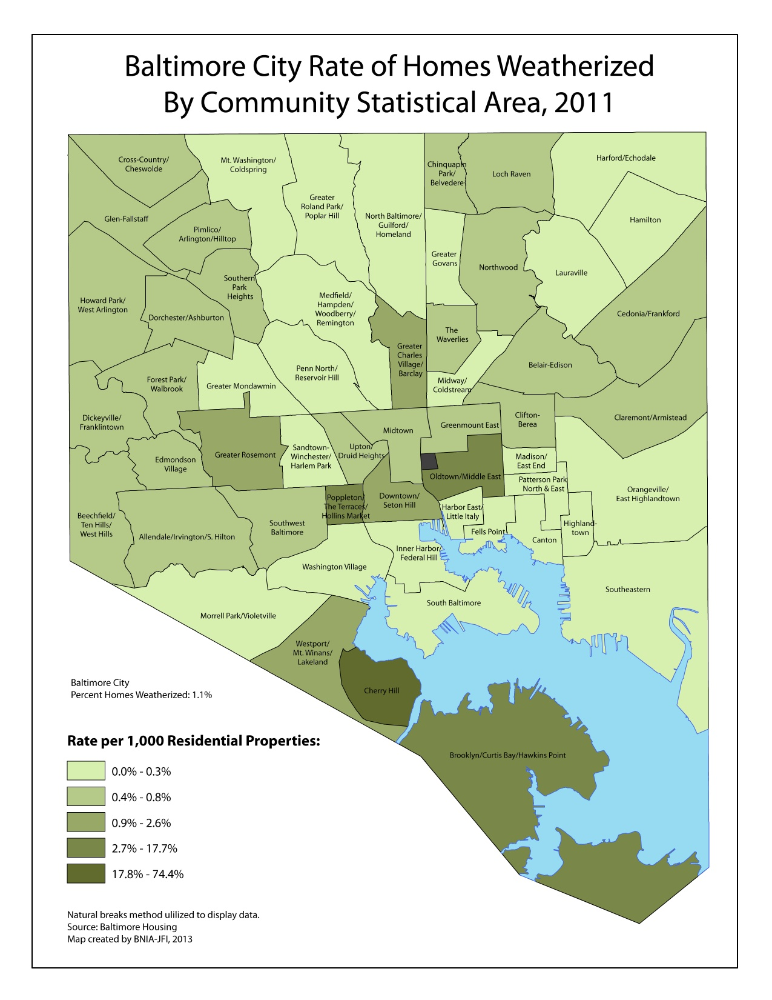 Baltimore City Rate of Homes Weatherized
By Community Statistical Area, 2011
Cross-Country/
Cheswolde
Mt. Washington/
Coldspring
Greater
Roland Park/
Poplar Hill
North Baltimore/
Guilford/
Homeland
Chinquapin
Park/
Belvedere
Loch Raven
Harford/Echodale
Hamilton
Glen-Fallstaff
Pimlico/
Arlington/Hilltop
Greater
Govans
Northwood
Lauraville
Southern
Park
Heights
Howard Park/
West Arlington
Dorchester/Ashburton
Medfield/
Hampden/
Woodberry/
Remington
Cedonia/Frankford
The
Waverlies
Greater
Charles
Village/
Barclay
Belair-Edison
Penn North/
Reservoir Hill
Forest Park/
Walbrook
Greater Mondawmin
Midway/
Coldstream
Dickeyville/
Franklintown
Midtown
Greenmount East
Clifton-
Berea
Claremont/Armistead
Edmondson
Village
Greater Rosemont
Sandtown-
Winchester/
Harlem Park
Upton/
Druid Heights
Madison/
East End
Oldtown/Middle East
Patterson Park
North & East
Orangeville/
East Highlandtown
Poppleton/
The Terraces/
Hollins Market
Downtown/
Seton Hill
Harbor East/
Little Italy
Beechfield/
Ten Hills/
West Hills
Allendale/Irvington/S. Hilton
Southwest
Baltimore
Fells Point
Canton
Highland-
town
Inner Harbor/
Federal Hill
Washington Village
Southeastern
South Baltimore
Morrell Park/Violetville
Westport/
Mt. Winans/
Lakeland
Cherry Hill
Brooklyn/Curtis Bay/Hawkins Point
Baltimore City
Percent Homes Weatherized: 1.1%
Rate per 1,000 Residential Properties:
0.0% - 0.3%
0.4% - 0.8%
0.9% - 2.6%
2.7% - 17.7%
17.8% - 74.4%
Natural breaks method ulilized to display data.
Source: Baltimore Housing
Map created by BNIA-JFI, 2013